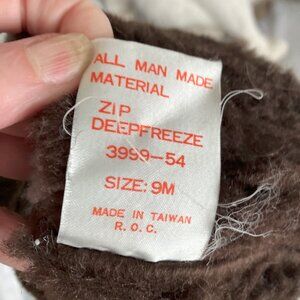 ALL MAN MADE
MATERIAL
ZIP
DEEPFREEZE
3999-54
SIZE: 9M
MADE IN TAIWAN
R. O. C.